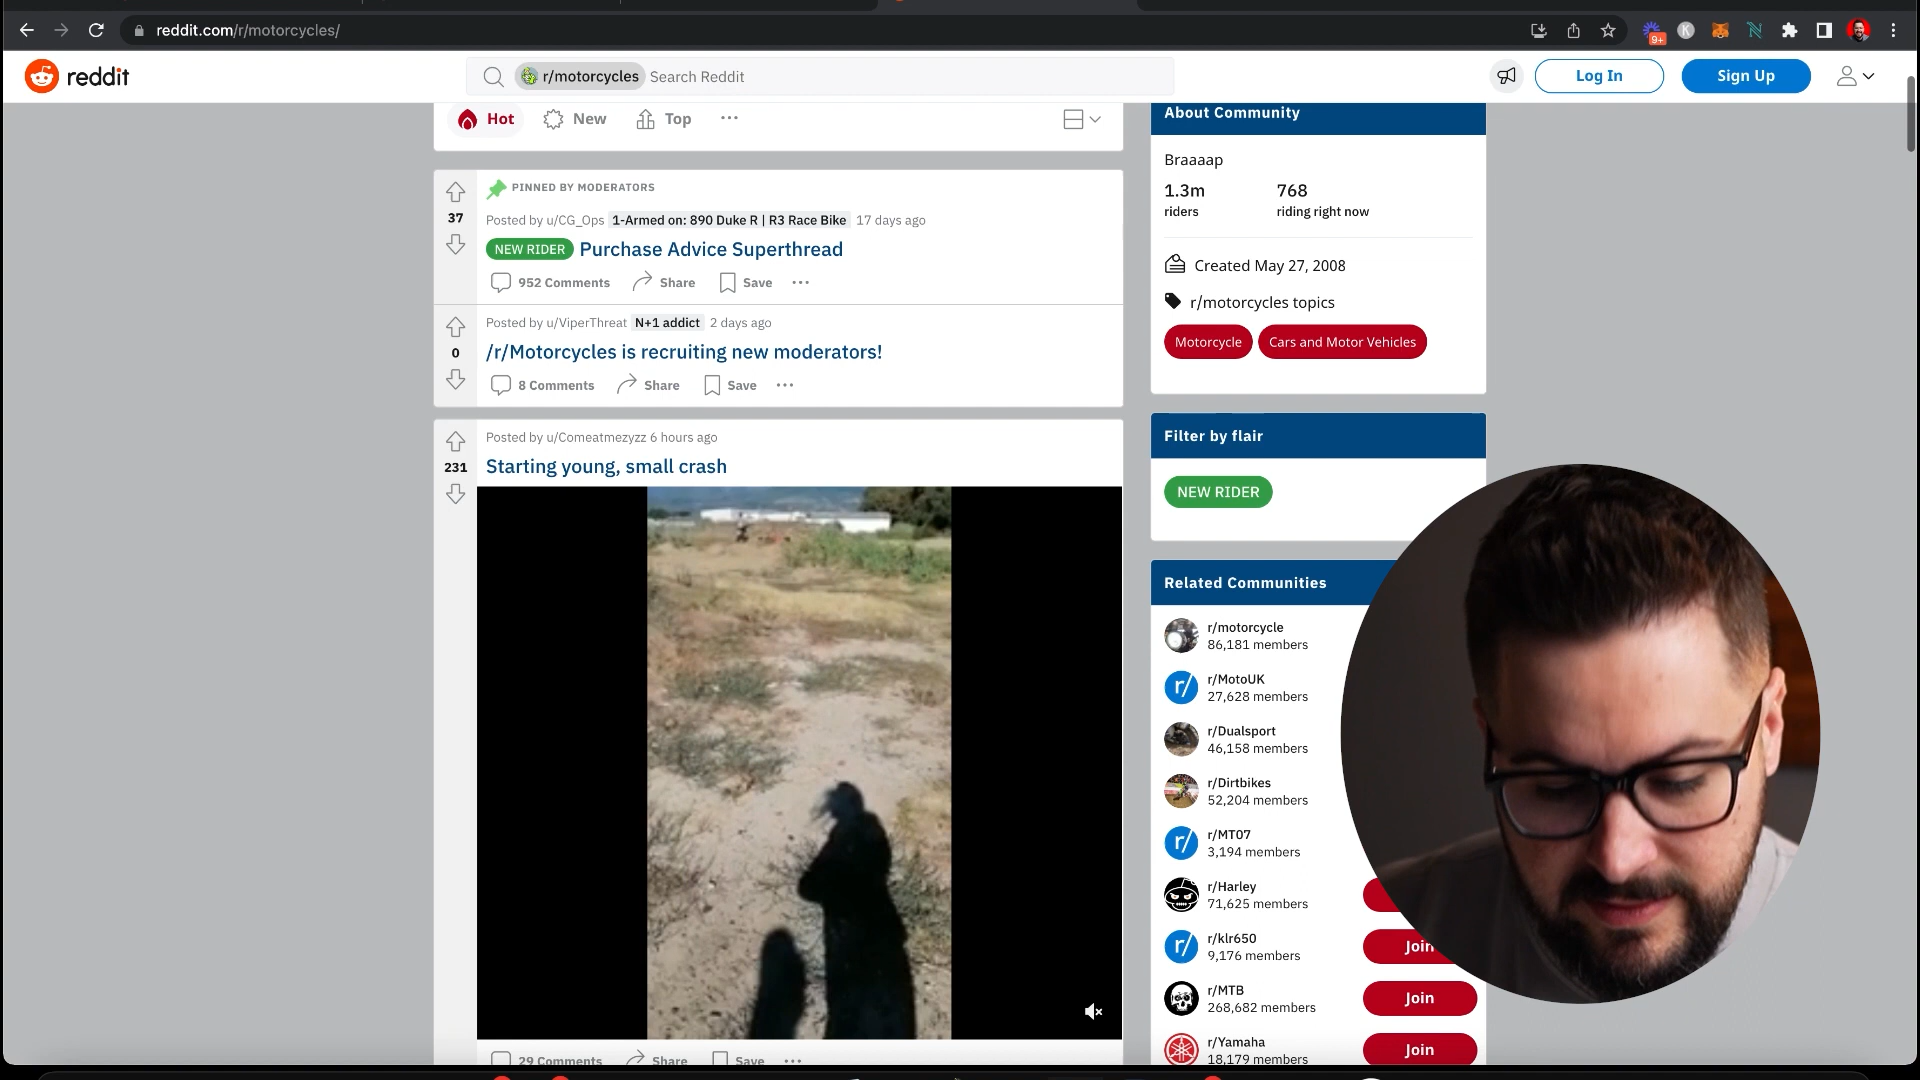 reddit.com/r/motorcycles/
9+
K
reddit
r/motorcycles Search Reddit
Log In
Sign Up
Hot
New
Top
PINNED BY MODERATORS
37
Posted by u/CG_Ops 1-Armed on: 890 Duke R | R3 Race Bike 17 days ago
NEW RIDER Purchase Advice Superthread
952 Comments
Share
Save
Posted by u/ViperThreat N+1 addict 2 days ago
0
/r/Motorcycles is recruiting new moderators!
8 Comments
Share
Save
Posted by u/Comeatmezyzz 6 hours ago
231
Starting young, small crash
29 Comments
Share
Save
About Community
Braaaap
1.3m
riders
768
riding right now
Created May 27, 2008
r/motorcycles topics
Motorcycle
Cars and Motor Vehicles
Filter by flair
NEW RIDER
Related Communities
r/motorcycle
86,181 members
r/
r/MotoUK
27,628 members
r/Dualsport
46,158 members
r/Dirtbikes
52,204 members
r/
r/MT07
3,194 members
r/Harley
71,625 members
r/
r/klr650
9,176 members
Join
r/MTB
268,682 members
Join
r/Yamaha
18,179 members
Join